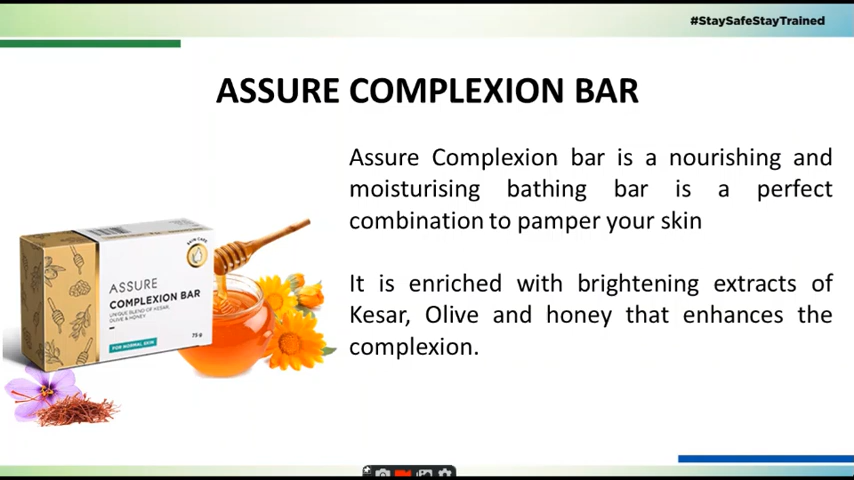 #StaySafeStayTrained
ASSURE COMPLEXION BAR
Assure Complexion bar is a nourishing and
moisturising bathing bar is a perfect
combination to pamper your skin
It is enriched with brightening extracts of
Kesar, Olive and honey that enhances the
complexion.
SKIN CARE
ASSURE
COMPLEXION BAR
UNIQUE BLEND OF KESAR,
OLIVE & HONEY
75 g
FOR NORMAL SKIN